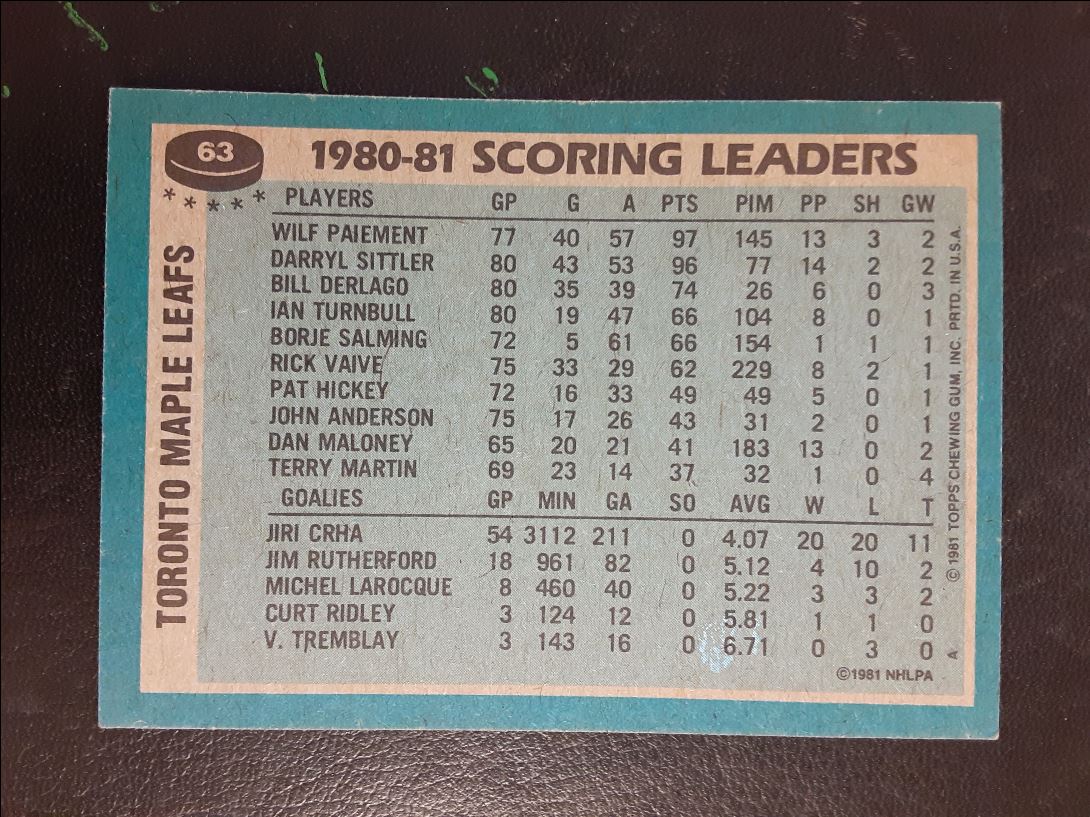 63
1980-81 SCORING LEADERS
* * * * *
TORONTO MAPLE LEAFS
PLAYERS GP G A PTS PIM PP SH GW
WILF PAIEMENT 77 40 57 97 145 13 3 2
DARRYL SITTLER 80 43 53 96 77 14 2 2
BILL DERLAGO 80 35 39 74 26 6 0 3
IAN TURNBULL 80 19 47 66 104 8 0 1
BORJE SALMING 72 5 61 66 154 1 1 1
RICK VAIVE 75 33 29 62 229 8 2 1
PAT HICKEY 72 16 33 49 49 5 0 1
JOHN ANDERSON 75 17 26 43 31 2 0 1
DAN MALONEY 65 20 21 41 183 13 0 2
TERRY MARTIN 69 23 14 37 32 1 0 4
GOALIES GP MIN GA SO AVG W L T
JIRI CRHA 54 3112 211 0 4.07 20 20 11
JIM RUTHERFORD 18 961 82 0 5.12 4 10 2
MICHEL LAROCQUE 8 460 40 0 5.22 3 3 2
CURT RIDLEY 3 124 12 0 5.81 1 1 0
V. TREMBLAY 3 143 16 0 6.71 0 3 0
©1981 NHLPA
A © 1981 TOPPS CHEWING GUM, INC. PRTD. IN U.S.A.